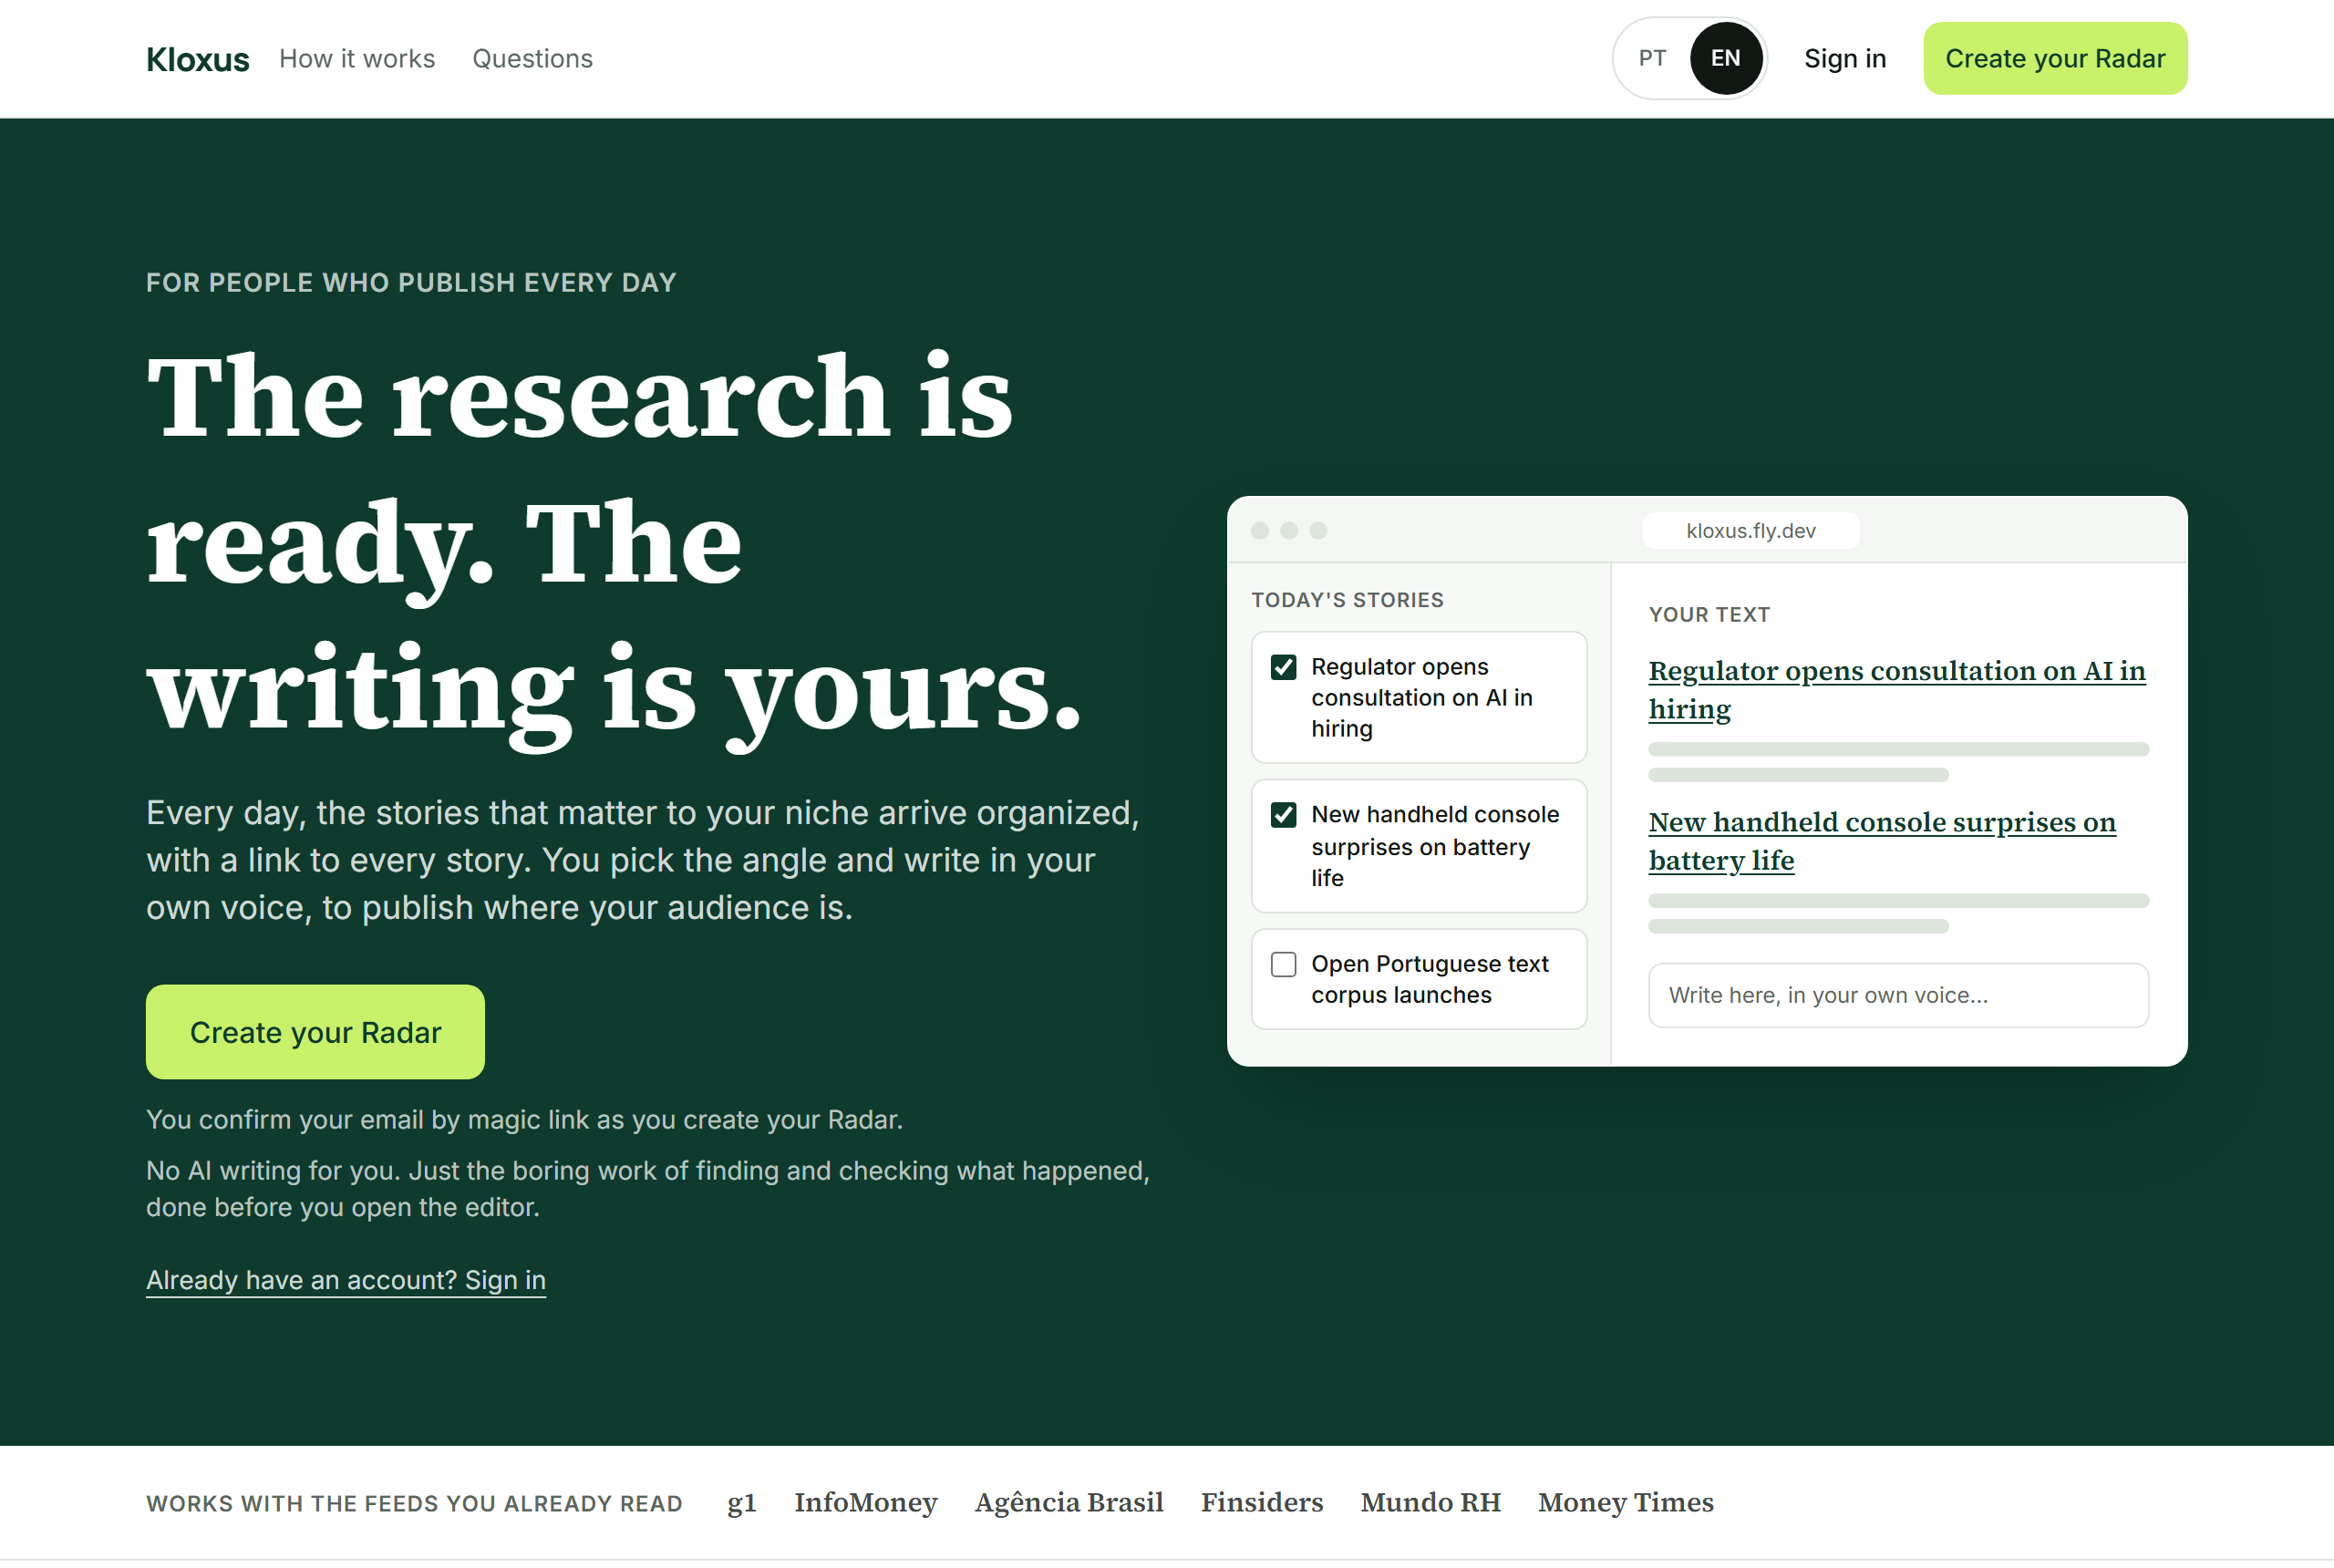 Kloxus How it works Questions PT EN Sign in Create your Radar
FOR PEOPLE WHO PUBLISH EVERY DAY
The research is
ready. The
writing is yours.
Every day, the stories that matter to your niche arrive organized,
with a link to every story. You pick the angle and write in your
own voice, to publish where your audience is.
Create your Radar
You confirm your email by magic link as you create your Radar.
No AI writing for you. Just the boring work of finding and checking what happened,
done before you open the editor.
Already have an account? Sign in
kloxus.fly.dev
TODAY'S STORIES
Regulator opens
consultation on AI in
hiring
New handheld console
surprises on battery
life
Open Portuguese text
corpus launches
YOUR TEXT
Regulator opens consultation on AI in
hiring
New handheld console surprises on
battery life
Write here, in your own voice...
WORKS WITH THE FEEDS YOU ALREADY READ g1 InfoMoney Agência Brasil Finsiders Mundo RH Money Times